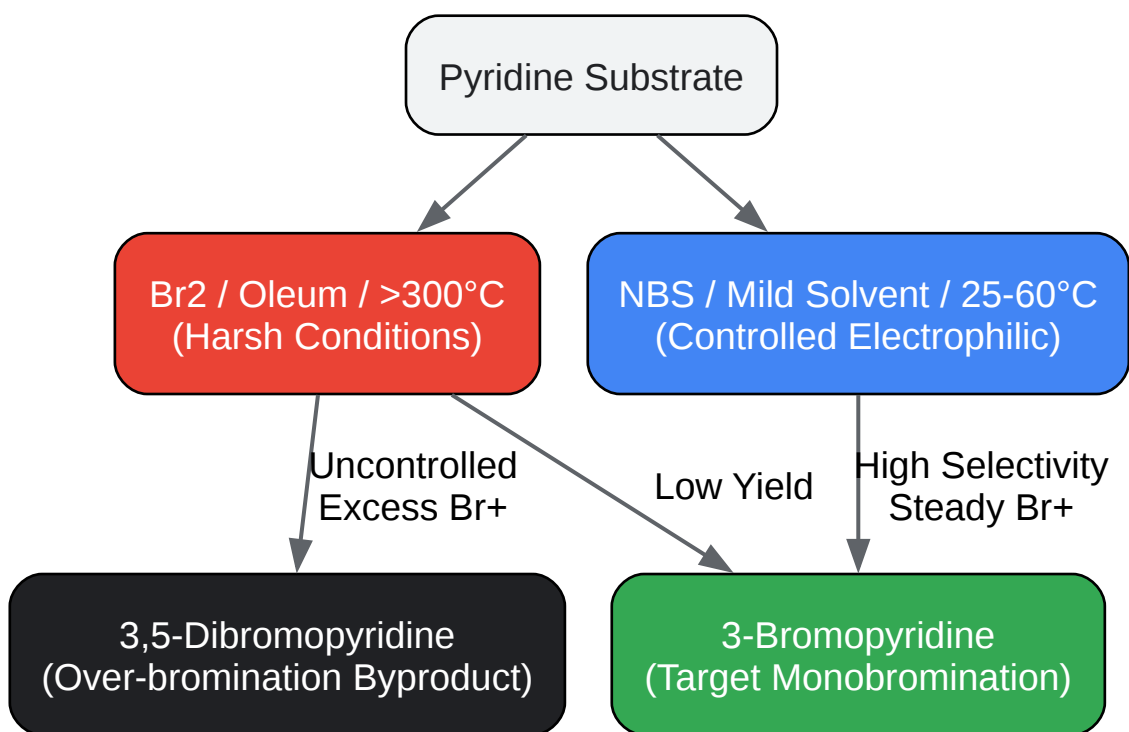 Pyridine Substrate
Br2 / Oleum / >300°C
(Harsh Conditions)
NBS / Mild Solvent / 25-60°C
(Controlled Electrophilic)
Uncontrolled
Excess Br+
Low Yield
High Selectivity
Steady Br+
3,5-Dibromopyridine
(Over-bromination Byproduct)
3-Bromopyridine
(Target Monobromination)